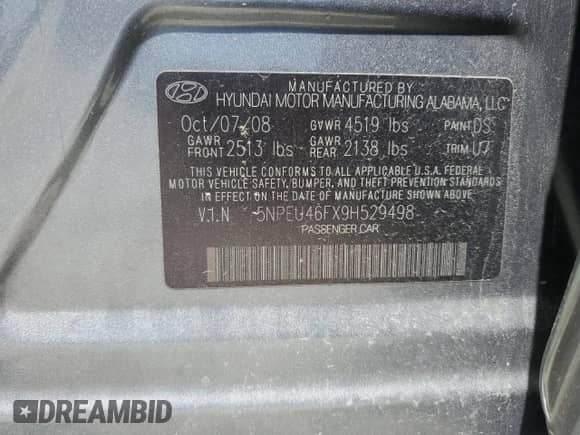 MANUFACTURED BY
HYUNDAI MOTOR MANUFACTURING ALABAMA, LLC
Oct/07/08 GVWR 4519 lbs PAINT DS
GAWR FRONT 2513 lbs GAWR REAR 2138 lbs TRIM U7
THIS VEHICLE CONFORMS TO ALL APPLICABLE U.S.A. FEDERAL
MOTOR VEHICLE SAFETY, BUMPER, AND THEFT PREVENTION STANDARDS
IN EFFECT ON THE DATE OF MANUFACTURE SHOWN ABOVE.
V.I.N 5NPEU46FX9H529498
PASSENGER CAR
DREAMBID